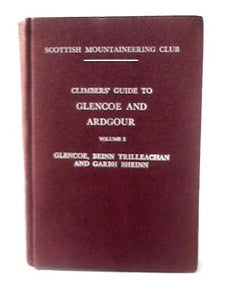 SCOTTISH MOUNTAINEERING CLUB
CLIMBERS' GUIDE TO
GLENCOE AND
ARDGOUR
VOLUME 2
GLENCOE, BEINN TRILLEACHAN
AND GARBH BHEINN